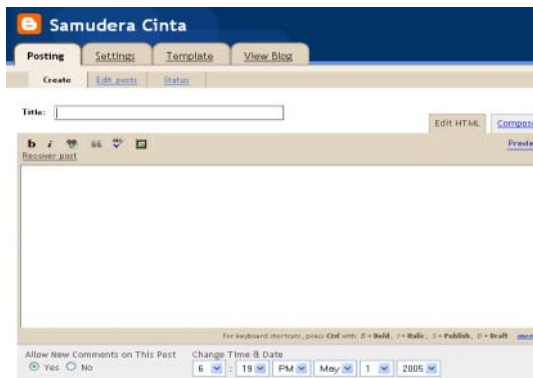 Samudera Cinta
Posting Settings Template View Blog
Create Edit posts Status
Title:
Edit HTML Compose
b i
Recover post
For keyboard shortcuts, press Ctrl with: B = Bold, I = Italic, S = Publish, D = Draft
Allow New Comments on This Post Change Time & Date
Yes No 6 : 19 PM May 1 2005